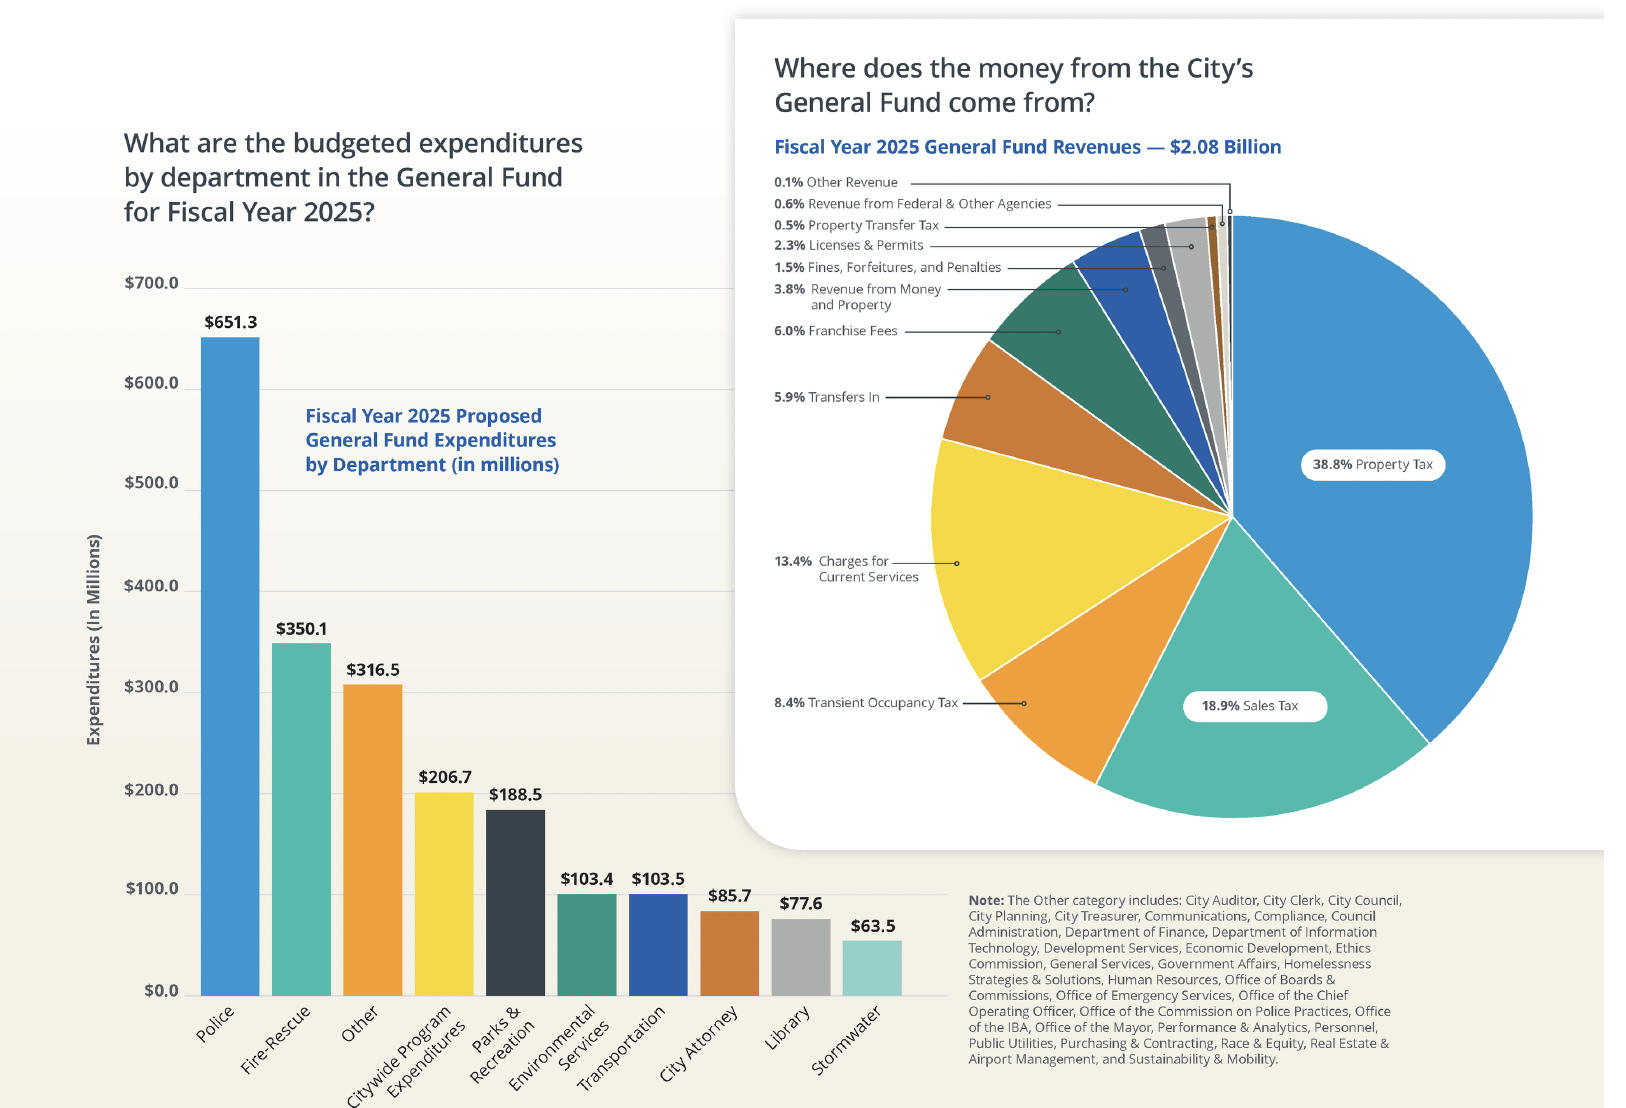 What are the budgeted expenditures
by department in the General Fund
for Fiscal Year 2025?
Fiscal Year 2025 Proposed
General Fund Expenditures
by Department (in millions)
Expenditures (In Millions)
$700.0
$600.0
$500.0
$400.0
$300.0
$200.0
$100.0
$0.0
$651.3
$350.1
$316.5
$206.7
$188.5
$103.4
$103.5
$85.7
$77.6
$63.5
Police
Fire-Rescue
Other
Citywide Program
Expenditures
Parks &
Recreation
Environmental
Services
Transportation
City Attorney
Library
Stormwater
Where does the money from the City’s
General Fund come from?
Fiscal Year 2025 General Fund Revenues — $2.08 Billion
0.1% Other Revenue
0.6% Revenue from Federal & Other Agencies
0.5% Property Transfer Tax
2.3% Licenses & Permits
1.5% Fines, Forfeitures, and Penalties
3.8% Revenue from Money
and Property
6.0% Franchise Fees
5.9% Transfers In
13.4% Charges for
Current Services
8.4% Transient Occupancy Tax
38.8% Property Tax
18.9% Sales Tax
Note: The Other category includes: City Auditor, City Clerk, City Council,
City Planning, City Treasurer, Communications, Compliance, Council
Administration, Department of Finance, Department of Information
Technology, Development Services, Economic Development, Ethics
Commission, General Services, Government Affairs, Homelessness
Strategies & Solutions, Human Resources, Office of Boards &
Commissions, Office of Emergency Services, Office of the Chief
Operating Officer, Office of the Commission on Police Practices, Office
of the IBA, Office of the Mayor, Performance & Analytics, Personnel,
Public Utilities, Purchasing & Contracting, Race & Equity, Real Estate &
Airport Management, and Sustainability & Mobility.